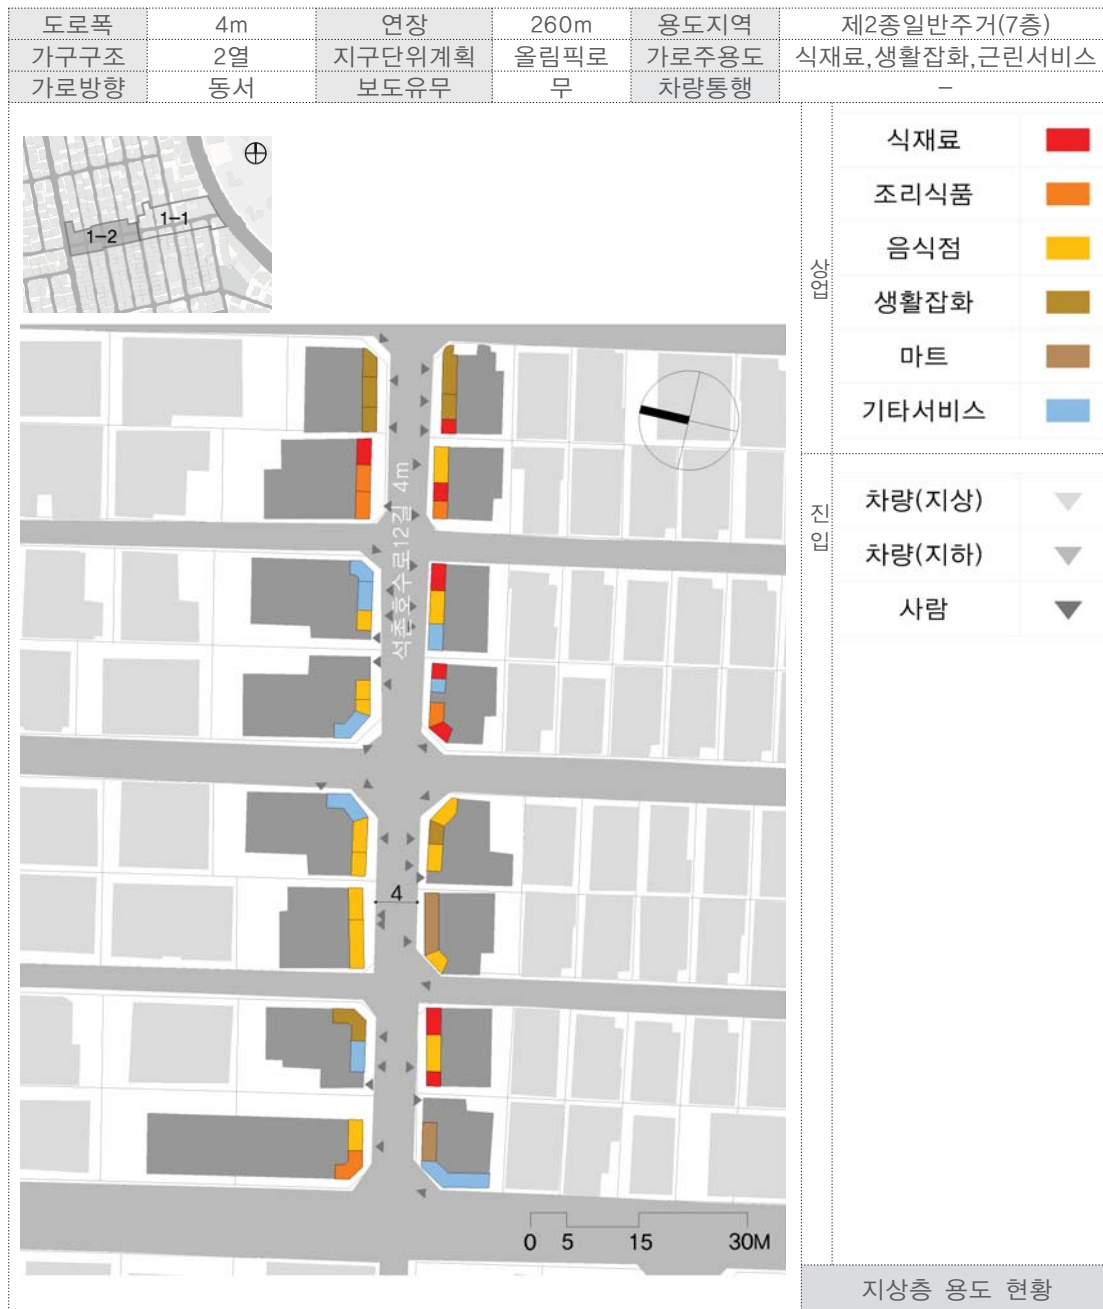 도로폭 4m 연장 260m 용도지역 제2종일반주거(7층)
가구구조 2열 지구단위계획 올림픽로 가로주용도 식재료,생활잡화,근린서비스
가로방향 동서 보도유무 무 차량통행 –
1-1
1-2
석촌호수로12길 4m
4
0 5 15 30M
상업
식재료
조리식품
음식점
생활잡화
마트
기타서비스
진입
차량(지상)
차량(지하)
사람
지상층 용도 현황